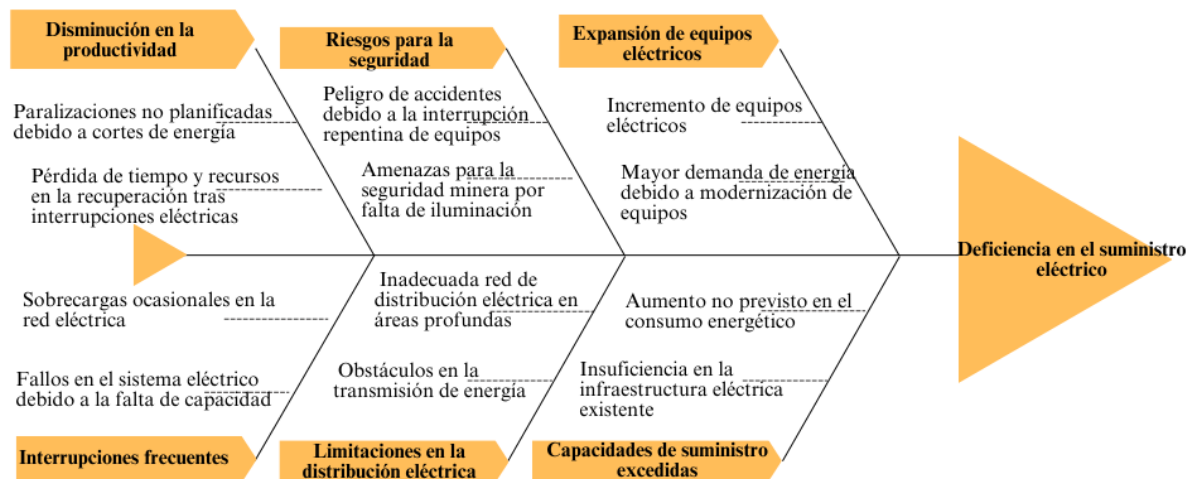 Disminución en la
productividad
Riesgos para la
seguridad
Expansión de equipos
eléctricos
Paralizaciones no planificadas
debido a cortes de energía
Pérdida de tiempo y recursos
en la recuperación tras
interrupciones eléctricas
Peligro de accidentes
debido a la interrupción
repentina de equipos
Amenazas para la
seguridad minera por
falta de iluminación
Incremento de equipos
eléctricos
Mayor demanda de energía
debido a modernización de
equipos
Deficiencia en el suministro
eléctrico
Sobrecargas ocasionales en la
red eléctrica
Fallos en el sistema eléctrico
debido a la falta de capacidad
Inadecuada red de
distribución eléctrica en
áreas profundas
Obstáculos en la
transmisión de energía
Aumento no previsto en el
consumo energético
Insuficiencia en la
infraestructura eléctrica
existente
Interrupciones frecuentes
Limitaciones en la
distribución eléctrica
Capacidades de suministro
excedidas